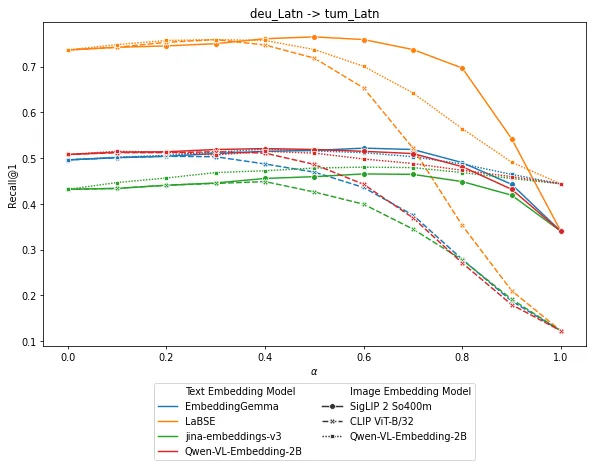 deu_Latn -> tum_Latn
Recall@1
0.7
0.6
0.5
0.4
0.3
0.2
0.1
0.0 0.2 0.4 0.6 0.8 1.0
α
Text Embedding Model Image Embedding Model
EmbeddingGemma SigLIP 2 So400m
LaBSE CLIP ViT-B/32
jina-embeddings-v3 Qwen-VL-Embedding-2B
Qwen-VL-Embedding-2B